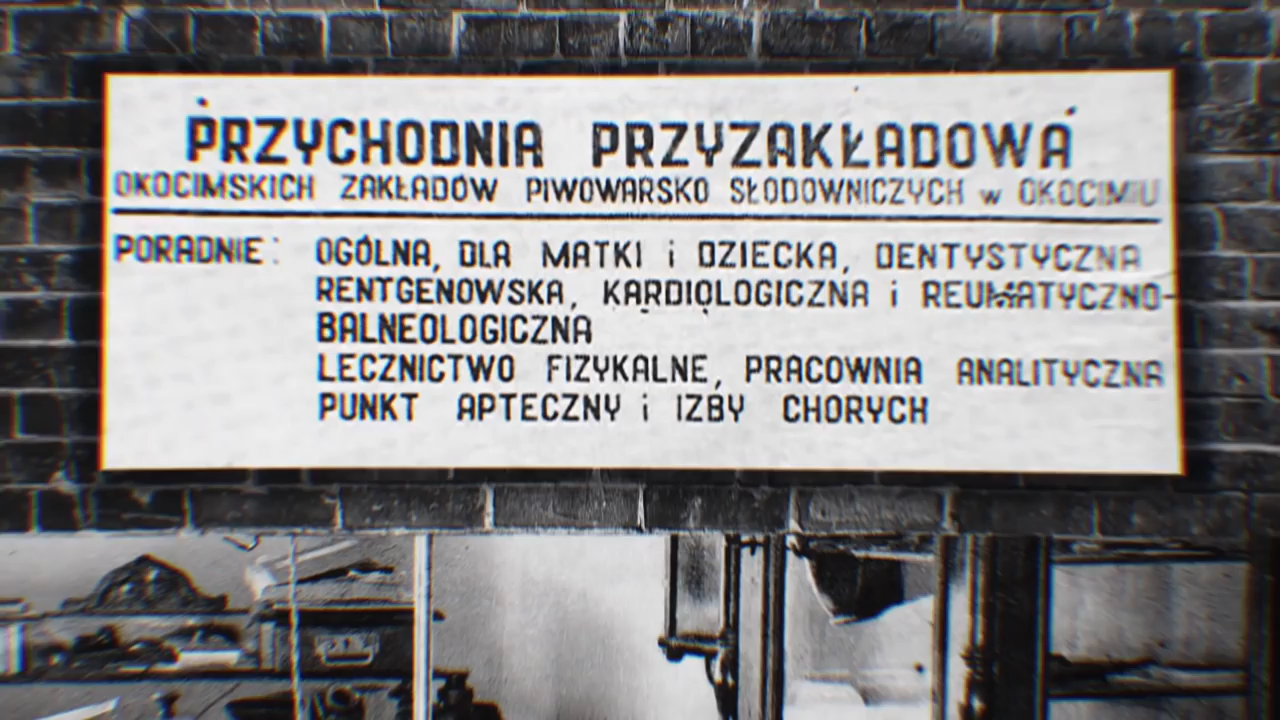 PRZYCHODNIA PRZYZAKŁADOWA
OKOCIMSKICH ZAKŁADÓW PIWOWARSKO SŁODOWNICZYCH w OKOCIMIU
PORADNIE: OGÓLNA, DLA MATKI i DZIECKA, DENTYSTYCZNA
RENTGENOWSKA, KARDIOLOGICZNA i REUMATYCZNO-
BALNEOLOGICZNA
LECZNICTWO FIZYKALNE, PRACOWNIA ANALITYCZNA
PUNKT APTECZNY i IZBY CHORYCH